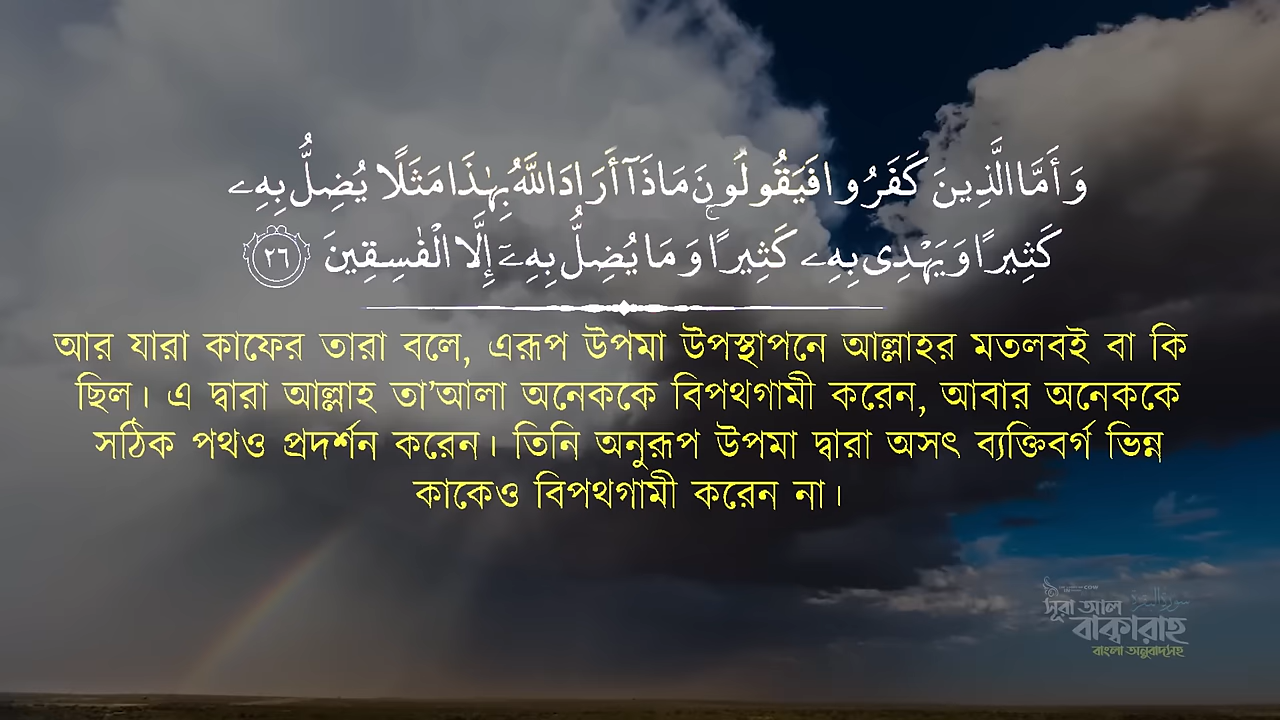 وَأَمَّا الَّذِينَ كَفَرُوا فَيَقُولُونَ مَاذَآ أَرَادَ اللَّهُ بِهَٰذَا مَثَلًا يُضِلُّ بِهِۦ
كَثِيرًا وَيَهْدِى بِهِۦ كَثِيرًا ۚ وَمَا يُضِلُّ بِهِۦٓ إِلَّا الْفَٰسِقِينَ ٢٦
আর যারা কাফের তারা বলে, এরূপ উপমা উপস্থাপনে আল্লাহর মতলবই বা কি
ছিল। এ দ্বারা আল্লাহ তা’আলা অনেককে বিপথগামী করেন, আবার অনেককে
সঠিক পথও প্রদর্শন করেন। তিনি অনুরূপ উপমা দ্বারা অসৎ ব্যক্তিবর্গ ভিন্ন
কাকেও বিপথগামী করেন না।
সূরা আল
বাক্বারাহ
বাংলা অনুবাদসহ